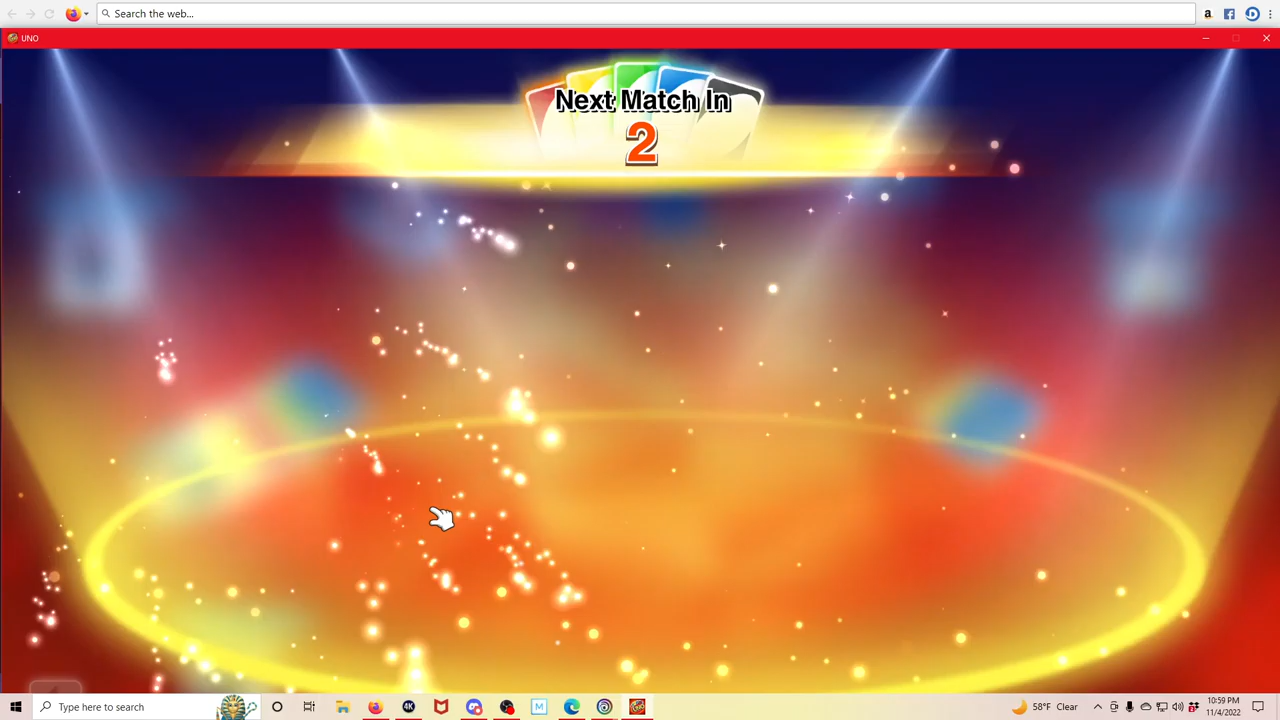 Search the web...
UNO
Next Match In
2
Type here to search
4K
M
58°F Clear
10:59 PM
11/4/2022